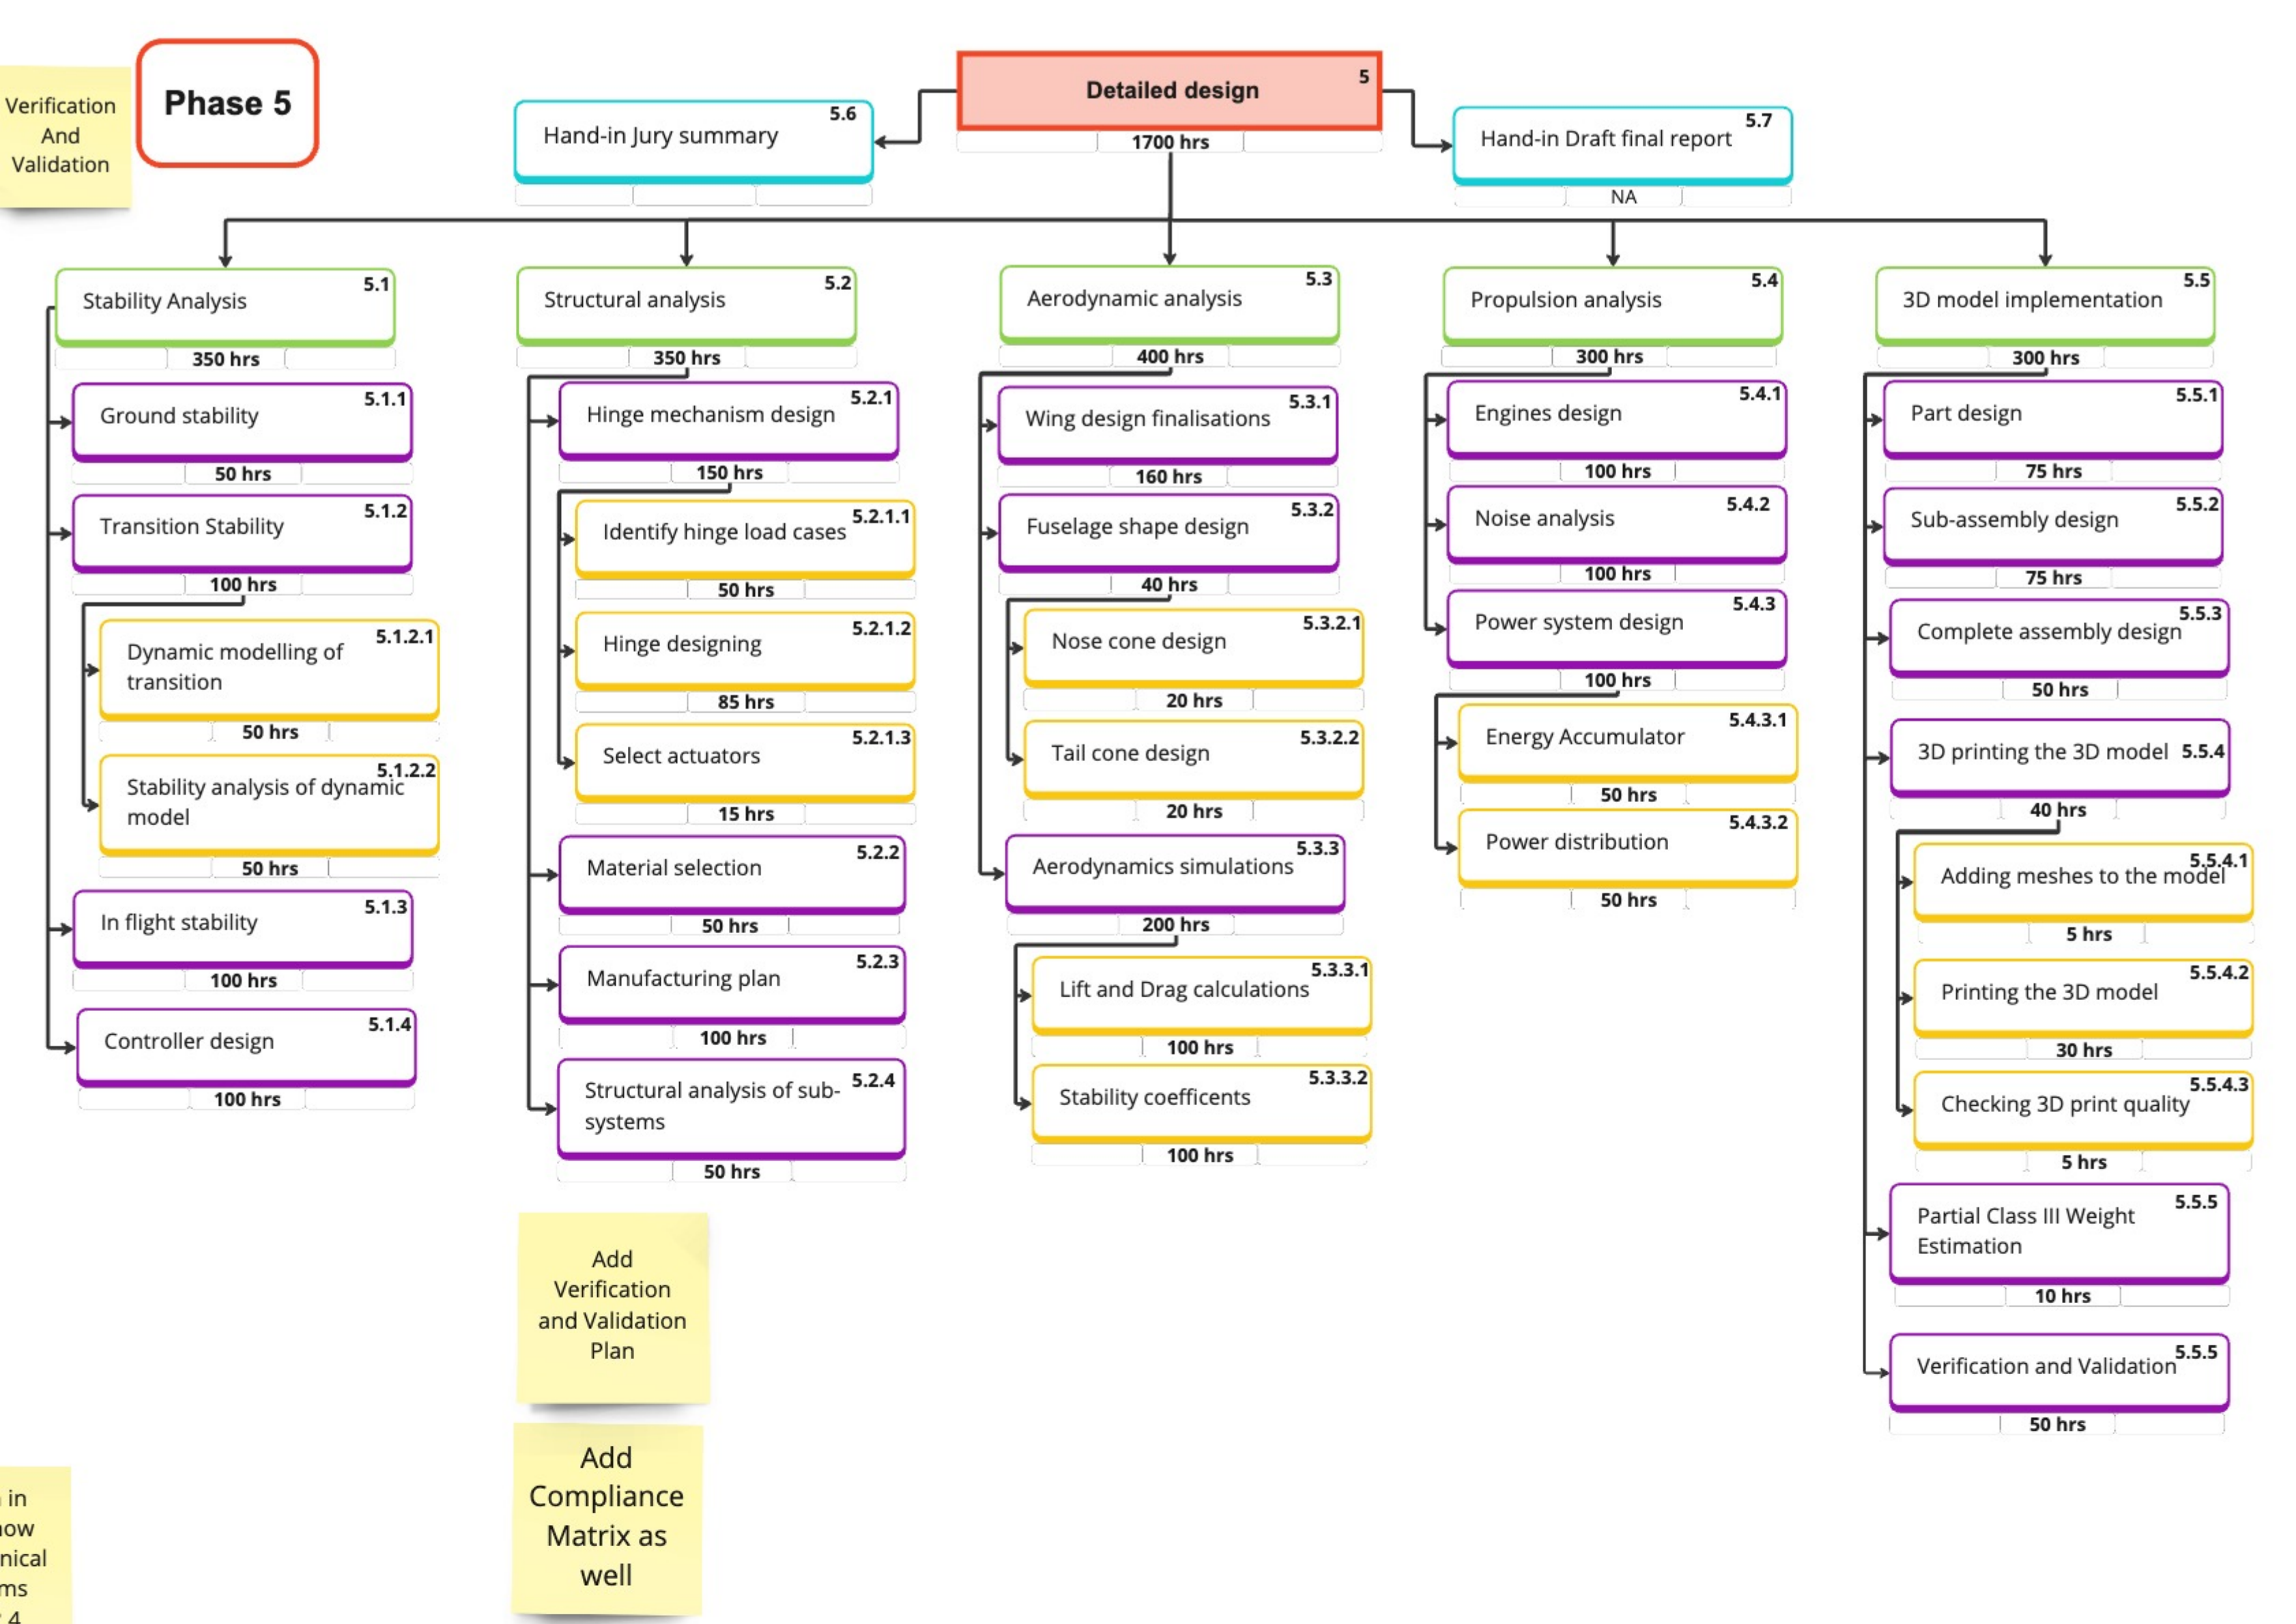 Verification
And
Validation
Phase 5
Detailed design
5
1700 hrs
Hand-in Jury summary
5.6
Hand-in Draft final report
5.7
NA
Stability Analysis
5.1
350 hrs
Ground stability
5.1.1
50 hrs
Transition Stability
5.1.2
100 hrs
Dynamic modelling of
transition
5.1.2.1
50 hrs
Stability analysis of dynamic
model
5.1.2.2
50 hrs
In flight stability
5.1.3
100 hrs
Controller design
5.1.4
100 hrs
Structural analysis
5.2
350 hrs
Hinge mechanism design
5.2.1
150 hrs
Identify hinge load cases
5.2.1.1
50 hrs
Hinge designing
5.2.1.2
85 hrs
Select actuators
5.2.1.3
15 hrs
Material selection
5.2.2
50 hrs
Manufacturing plan
5.2.3
100 hrs
Structural analysis of sub-
systems
5.2.4
50 hrs
Aerodynamic analysis
5.3
400 hrs
Wing design finalisations
5.3.1
160 hrs
Fuselage shape design
5.3.2
40 hrs
Nose cone design
5.3.2.1
20 hrs
Tail cone design
5.3.2.2
20 hrs
Aerodynamics simulations
5.3.3
200 hrs
Lift and Drag calculations
5.3.3.1
100 hrs
Stability coefficents
5.3.3.2
100 hrs
Propulsion analysis
5.4
300 hrs
Engines design
5.4.1
100 hrs
Noise analysis
5.4.2
100 hrs
Power system design
5.4.3
100 hrs
Energy Accumulator
5.4.3.1
50 hrs
Power distribution
5.4.3.2
50 hrs
3D model implementation
5.5
300 hrs
Part design
5.5.1
75 hrs
Sub-assembly design
5.5.2
75 hrs
Complete assembly design
5.5.3
50 hrs
3D printing the 3D model
5.5.4
40 hrs
Adding meshes to the model
5.5.4.1
5 hrs
Printing the 3D model
5.5.4.2
30 hrs
Checking 3D print quality
5.5.4.3
5 hrs
Partial Class III Weight
Estimation
5.5.5
10 hrs
Verification and Validation
5.5.5
50 hrs
Add
Verification
and Validation
Plan
Add
Compliance
Matrix as
well
in
ow
nical
ms
4